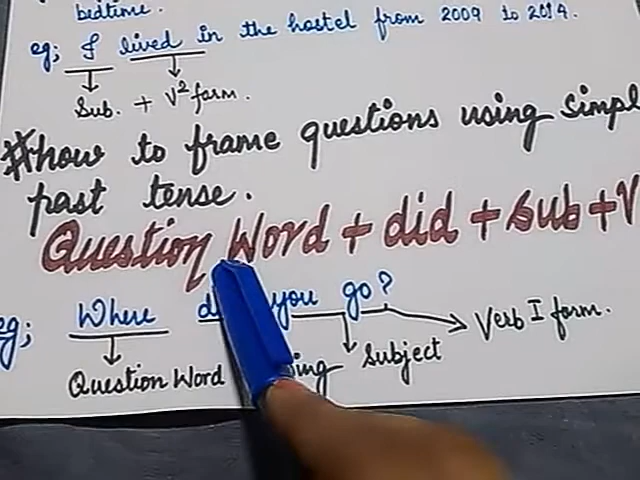 bedtime.
eg; I lived in the hostel from 2009 to 2014.
Sub. + V² form.
#how to frame questions using simpl
past tense.
Question Word + did + sub + V
eg; Where you go?
Verb I form.
Question Word Subject